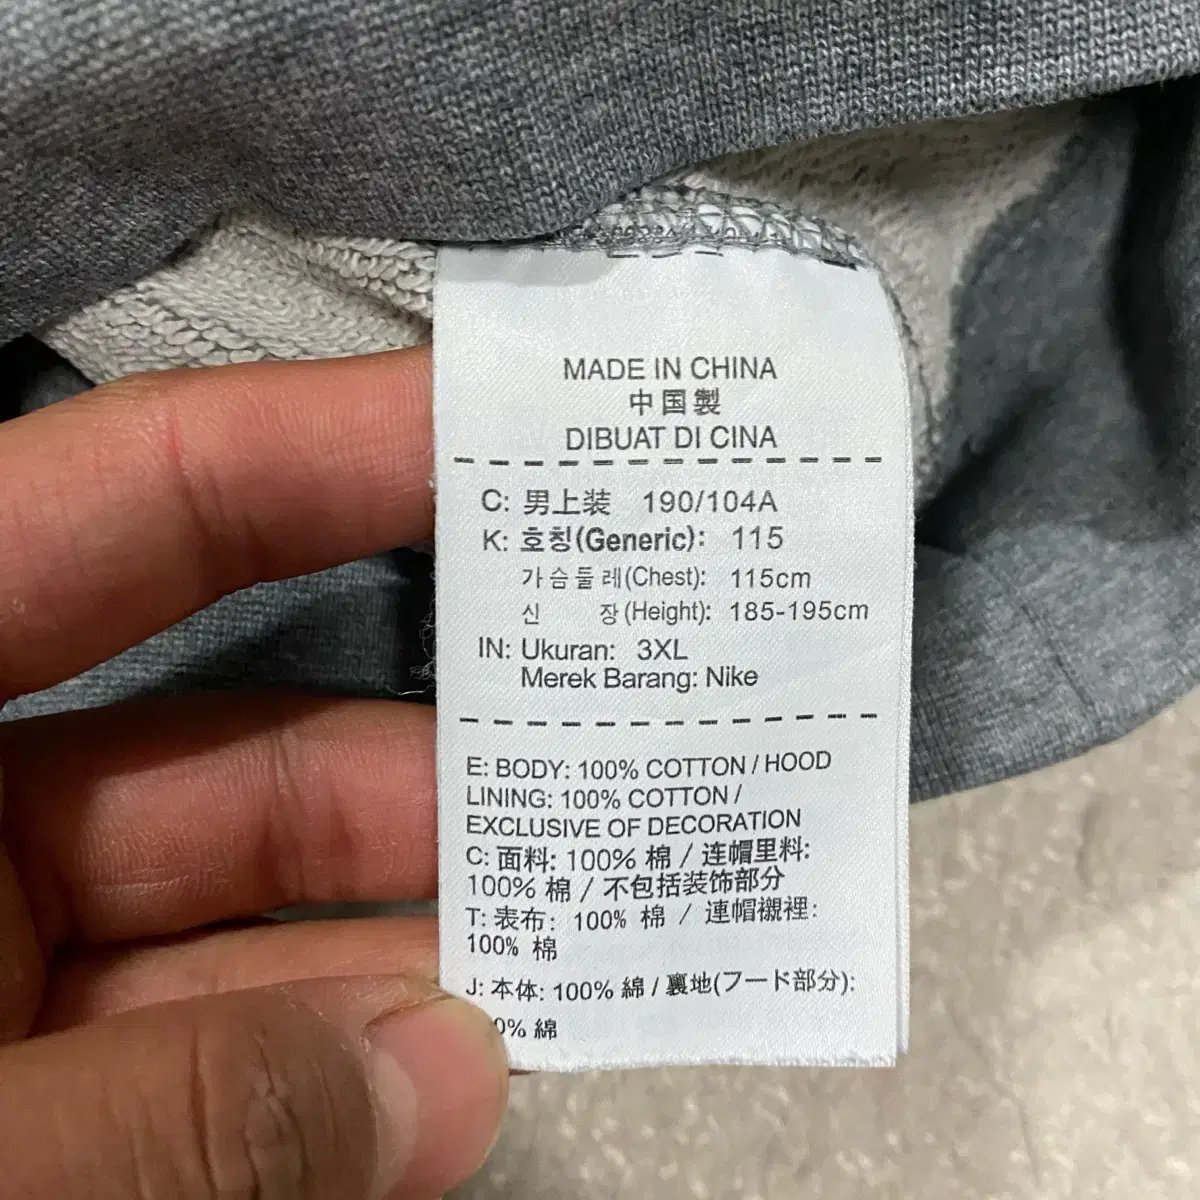 MADE IN CHINA
中国製
DIBUAT DI CINA
C: 男上装 190/104A
K: 호칭(Generic): 115
가슴둘레(Chest): 115cm
신 장(Height): 185-195cm
IN: Ukuran: 3XL
Merek Barang: Nike
E: BODY: 100% COTTON / HOOD
LINING: 100% COTTON /
EXCLUSIVE OF DECORATION
C: 面料: 100% 棉 / 连帽里料:
100% 棉 / 不包括装饰部分
T: 表布: 100% 棉 / 連帽襯裡:
100% 棉
J: 本体: 100% 綿 / 裏地(フード部分):
0% 綿